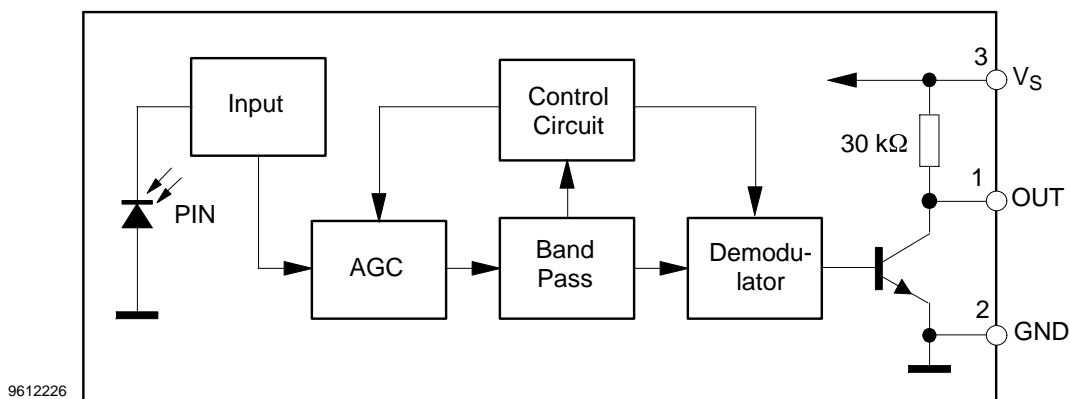 3
V_S
Input
Control
Circuit
30 kΩ
1
OUT
PIN
AGC
Band
Pass
Demodu-
lator
2
GND
9612226